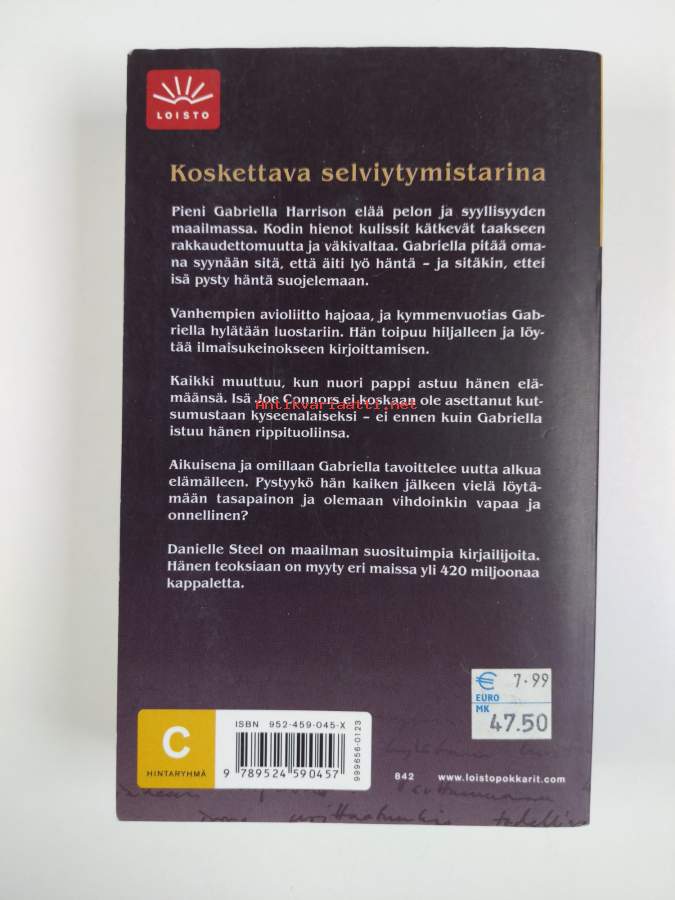 LOISTO
Koskettava selviytymistarina
Pieni Gabriella Harrison elää pelon ja syyllisyyden
maailmassa. Kodin hienot kulissit kätkevät taakseen
rakkaudettomuutta ja väkivaltaa. Gabriella pitää oma-
na syynään sitä, että äiti lyö häntä – ja sitäkin, ettei
isä pysty häntä suojelemaan.
Vanhempien avioliitto hajoaa, ja kymmenvuotias Gab-
riella hylätään luostariin. Hän toipuu hiljalleen ja löy-
tää ilmaisukeinokseen kirjoittamisen.
Kaikki muuttuu, kun nuori pappi astuu hänen elä-
määnsä. Isä Joe Connors ei koskaan ole asettanut kut-
Antikvariaatti.net
sumustaan kyseenalaiseksi – ei ennen kuin Gabriella
istuu hänen rippituoliinsa.
Aikuisena ja omillaan Gabriella tavoittelee uutta alkua
elämälleen. Pystyykö hän kaiken jälkeen vielä löytä-
mään tasapainon ja olemaan vihdoinkin vapaa ja
onnellinen?
Danielle Steel on maailman suosituimpia kirjailijoita.
Hänen teoksiaan on myyty eri maissa yli 420 miljoonaa
kappaletta.
€ 7.99
EURO
MK
47.50
C
HINTARYHMÄ
ISBN 952-459-045-X
9 789524 590457
999656-0123
842 www.loistopokkarit.com